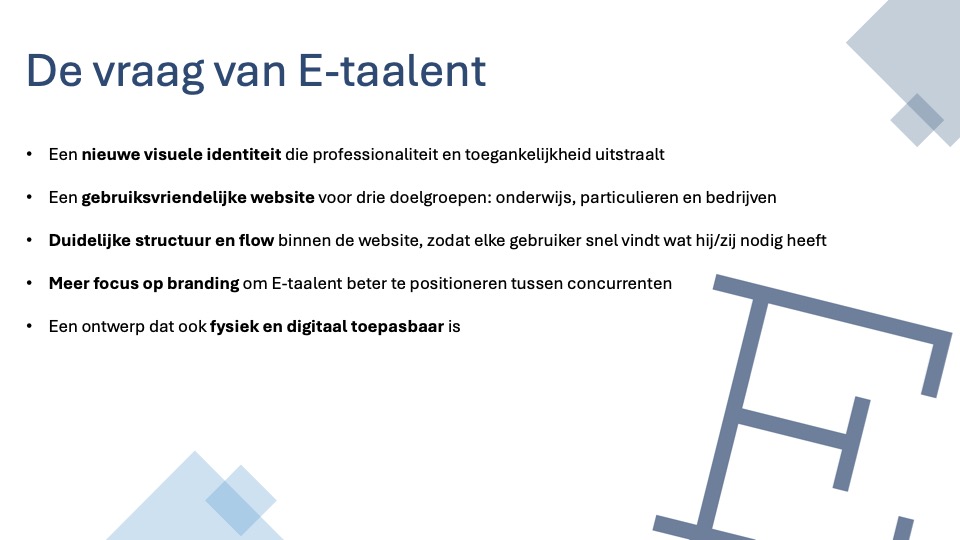 De vraag van E-taalent
• Een nieuwe visuele identiteit die professionaliteit en toegankelijkheid uitstraalt
• Een gebruiksvriendelijke website voor drie doelgroepen: onderwijs, particulieren en bedrijven
• Duidelijke structuur en flow binnen de website, zodat elke gebruiker snel vindt wat hij/zij nodig heeft
• Meer focus op branding om E-taalent beter te positioneren tussen concurrenten
• Een ontwerp dat ook fysiek en digitaal toepasbaar is
E